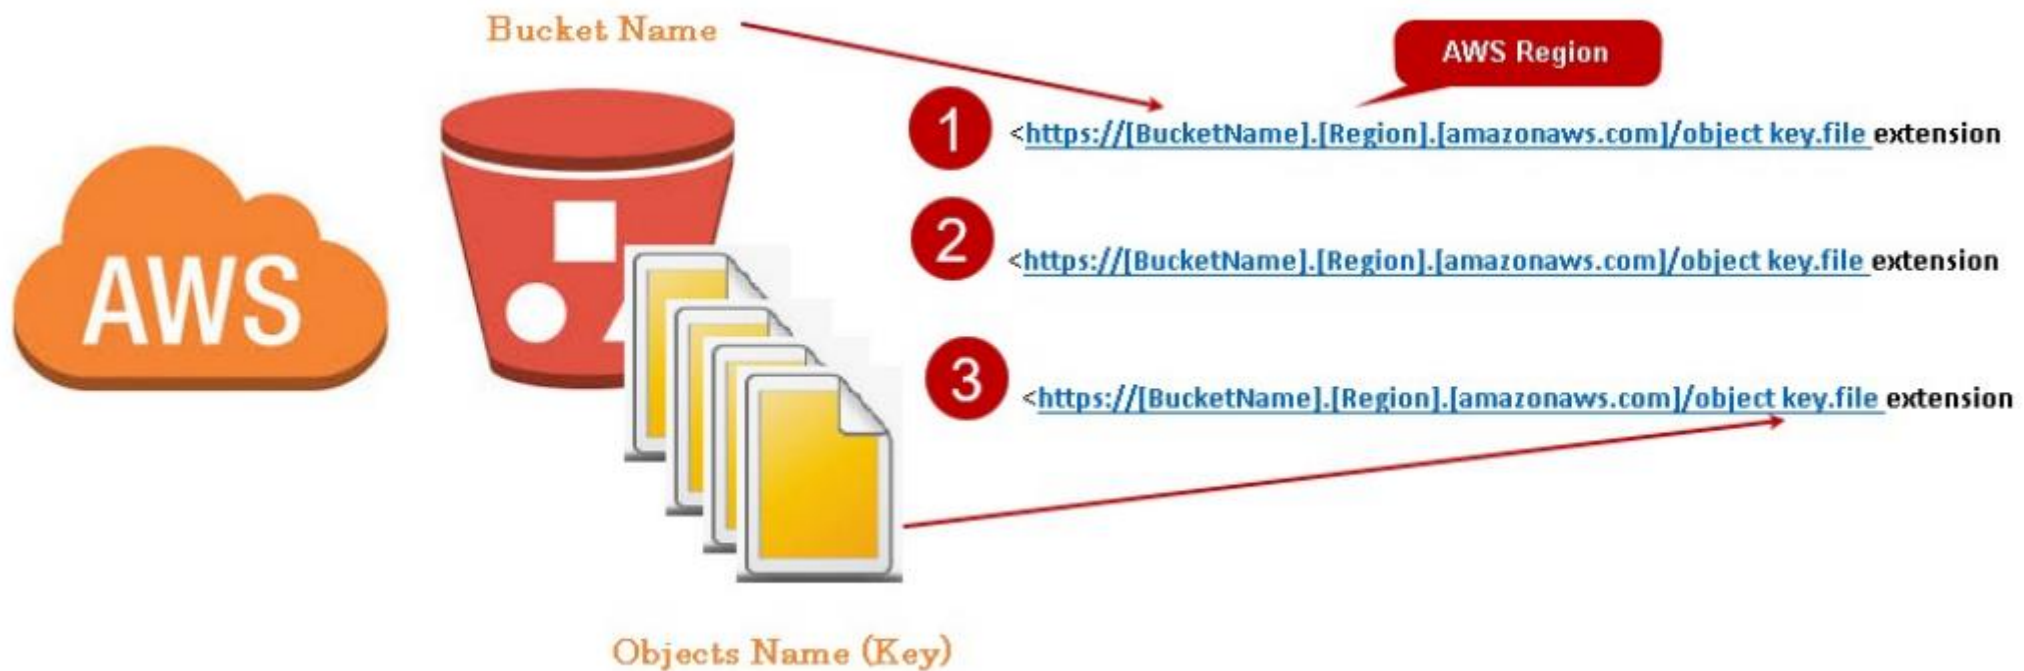 Bucket Name
AWS Region
AWS
1
<https://[BucketName].[Region].[amazonaws.com]/object key.file extension
2
<https://[BucketName].[Region].[amazonaws.com]/object key.file extension
3
<https://[BucketName].[Region].[amazonaws.com]/object key.file extension
Objects Name (Key)